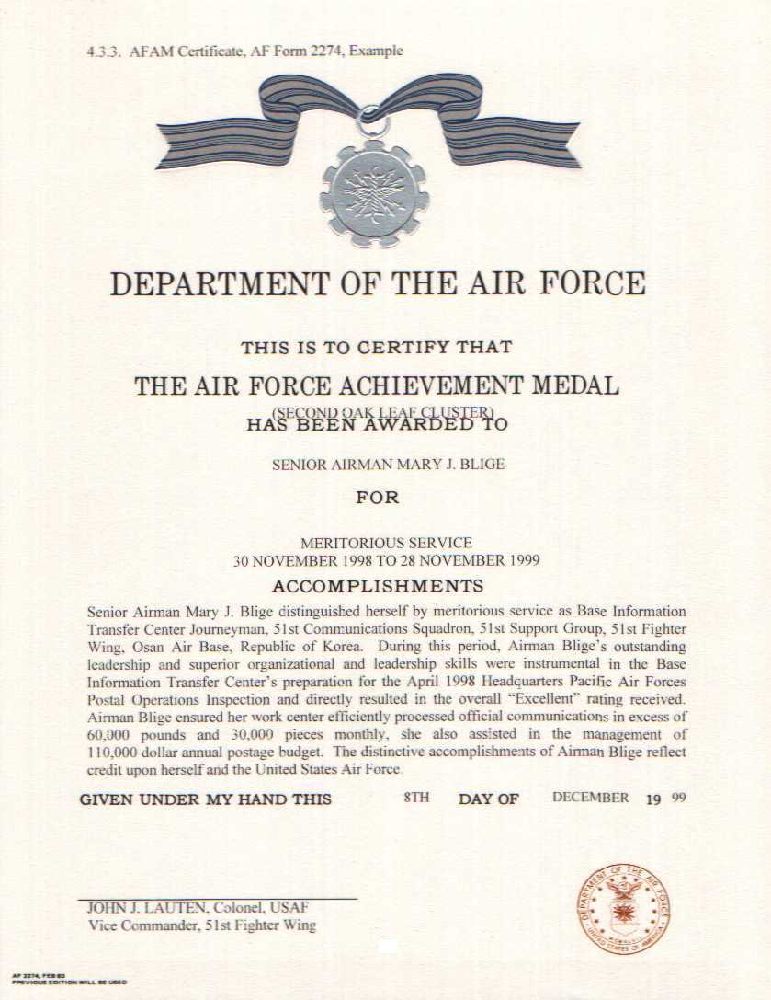 4.3.3. AFAM Certificate, AF Form 2274, Example
DEPARTMENT OF THE AIR FORCE
THIS IS TO CERTIFY THAT
THE AIR FORCE ACHIEVEMENT MEDAL
(SECOND OAK LEAF CLUSTER)
HAS BEEN AWARDED TO
SENIOR AIRMAN MARY J. BLIGE
FOR
MERITORIOUS SERVICE
30 NOVEMBER 1998 TO 28 NOVEMBER 1999
ACCOMPLISHMENTS
Senior Airman Mary J. Blige distinguished herself by meritorious service as Base Information
Transfer Center Journeyman, 51st Communications Squadron, 51st Support Group, 51st Fighter
Wing, Osan Air Base, Republic of Korea. During this period, Airman Blige's outstanding
leadership and superior organizational and leadership skills were instrumental in the Base
Information Transfer Center's preparation for the April 1998 Headquarters Pacific Air Forces
Postal Operations Inspection and directly resulted in the overall “Excellent” rating received.
Airman Blige ensured her work center efficiently processed official communications in excess of
60,000 pounds and 30,000 pieces monthly, she also assisted in the management of
110,000 dollar annual postage budget. The distinctive accomplishments of Airman Blige reflect
credit upon herself and the United States Air Force.
GIVEN UNDER MY HAND THIS 8TH DAY OF DECEMBER 19 99
JOHN J. LAUTEN, Colonel, USAF
Vice Commander, 51st Fighter Wing
DEPARTMENT OF THE AIR FORCE
UNITED STATES OF AMERICA
AF 2274, FEB 83
PREVIOUS EDITION WILL BE USED